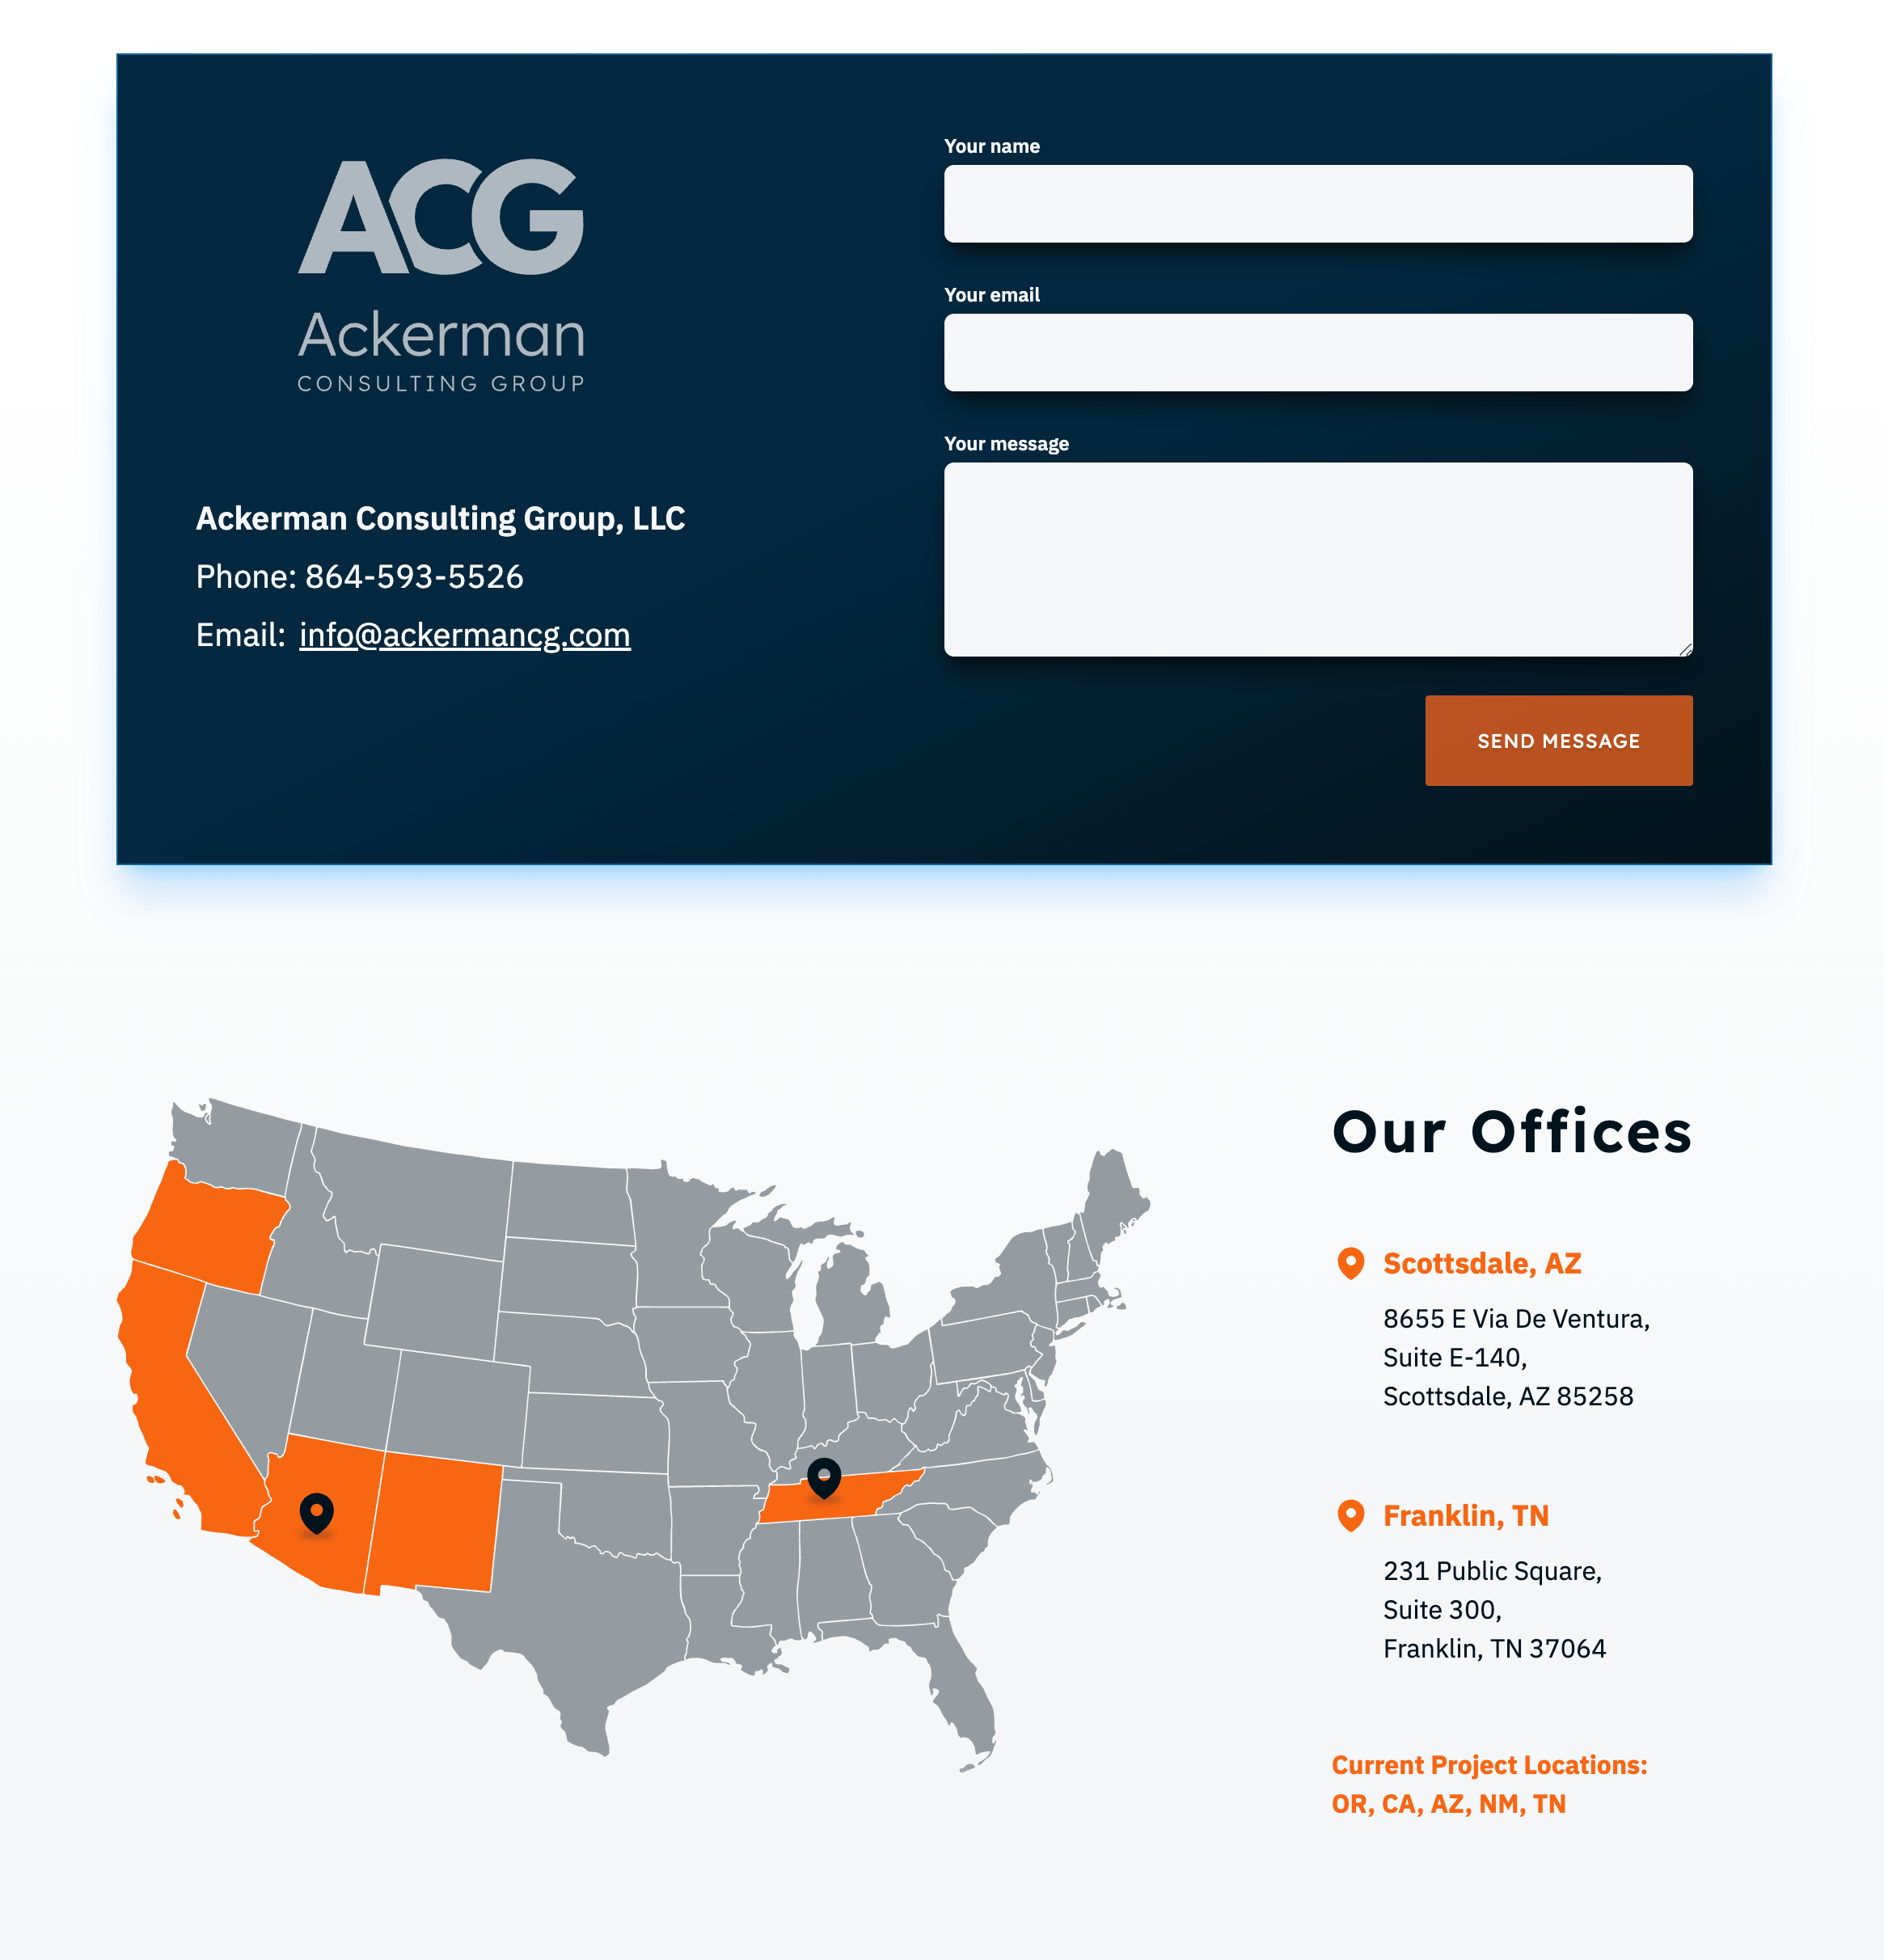 ACG
Ackerman
CONSULTING GROUP
Ackerman Consulting Group, LLC
Phone: 864-593-5526
Email: info@ackermancg.com
Your name
Your email
Your message
SEND MESSAGE
Our Offices
Scottsdale, AZ
8655 E Via De Ventura,
Suite E-140,
Scottsdale, AZ 85258
Franklin, TN
231 Public Square,
Suite 300,
Franklin, TN 37064
Current Project Locations:
OR, CA, AZ, NM, TN